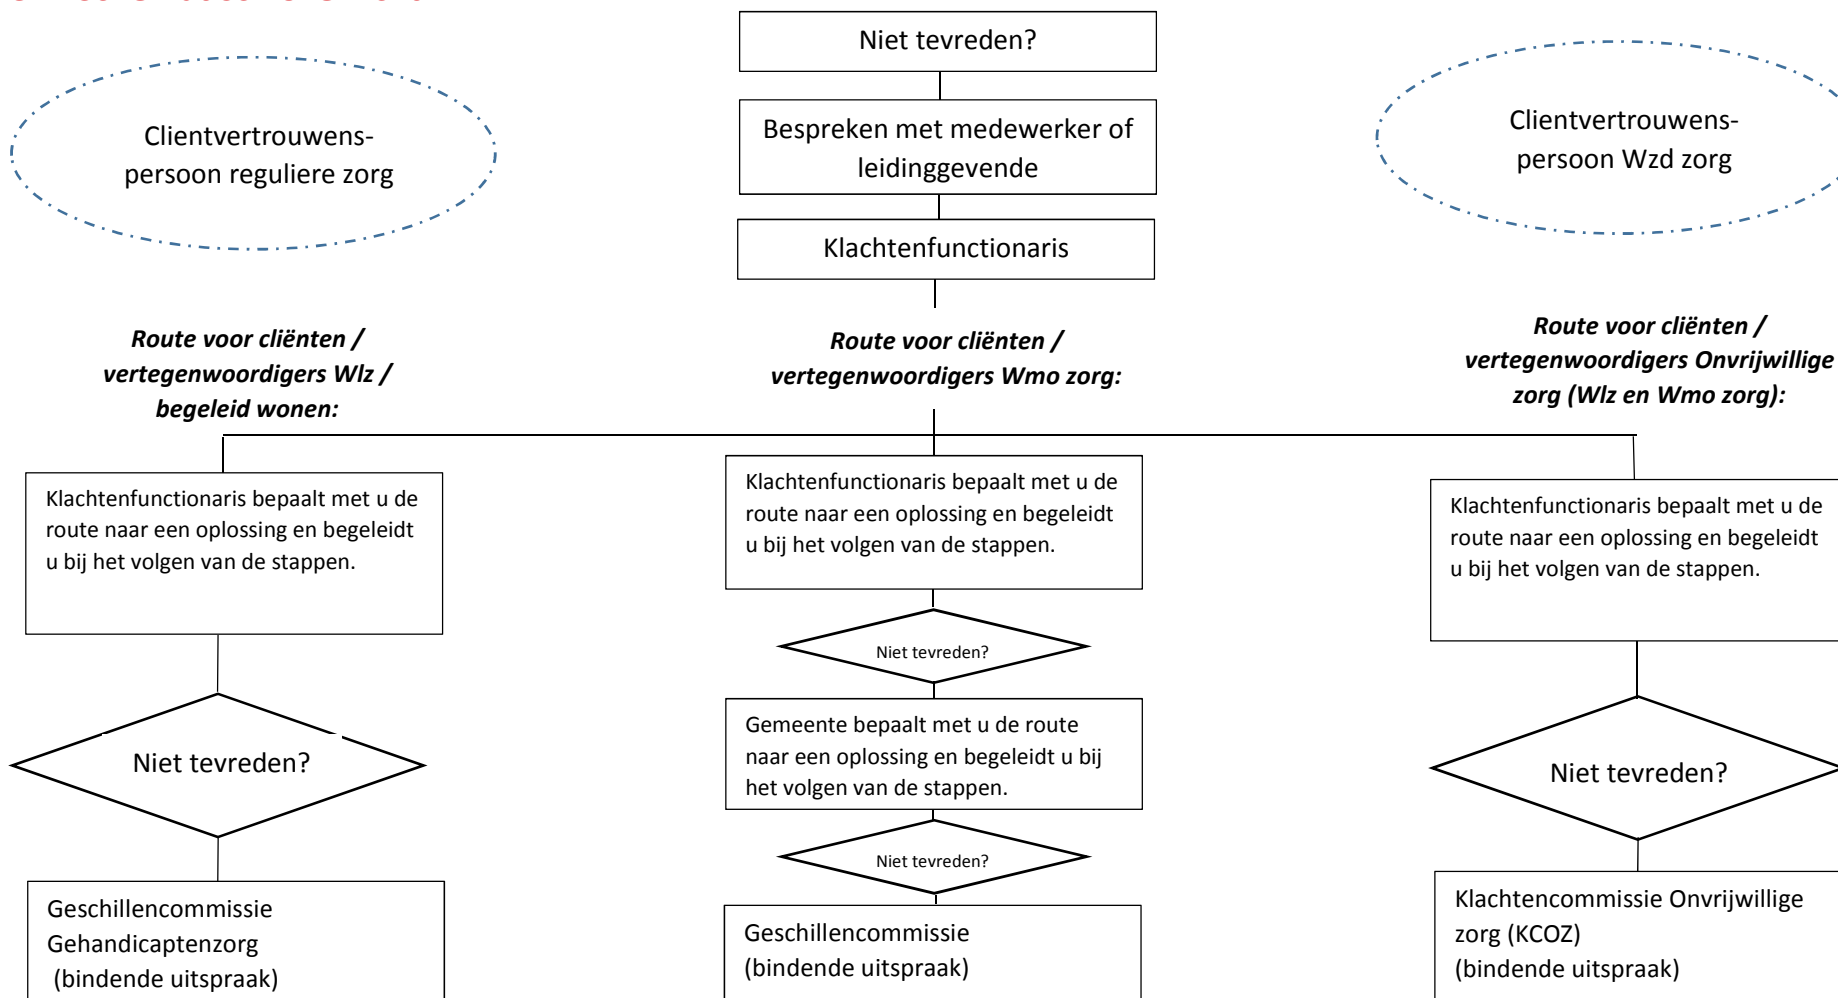 Niet tevreden?
Bespreken met medewerker of
leidinggevende
Klachtenfunctionaris
Clientvertrouwens-
persoon reguliere zorg
Clientvertrouwens-
persoon Wzd zorg
Route voor cliënten /
vertegenwoordigers Wlz /
begeleid wonen:
Klachtenfunctionaris bepaalt met u de
route naar een oplossing en begeleidt
u bij het volgen van de stappen.
Niet tevreden?
Geschillencommissie
Gehandicaptenzorg
(bindende uitspraak)
Route voor cliënten /
vertegenwoordigers Wmo zorg:
Klachtenfunctionaris bepaalt met u de
route naar een oplossing en begeleidt
u bij het volgen van de stappen.
Niet tevreden?
Gemeente bepaalt met u de route
naar een oplossing en begeleidt u bij
het volgen van de stappen.
Niet tevreden?
Geschillencommissie
(bindende uitspraak)
Route voor cliënten /
vertegenwoordigers Onvrijwillige
zorg (Wlz en Wmo zorg):
Klachtenfunctionaris bepaalt met u de
route naar een oplossing en begeleidt
u bij het volgen van de stappen.
Niet tevreden?
Klachtencommissie Onvrijwillige
zorg (KCOZ)
(bindende uitspraak)